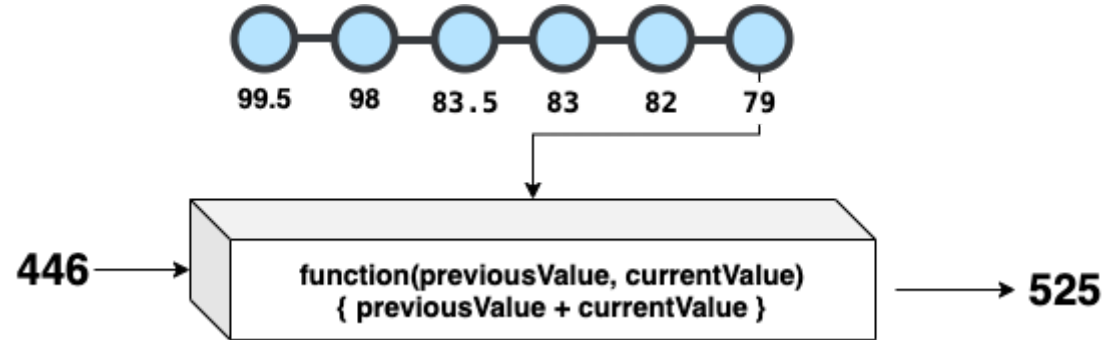 99.5 98 83.5 83 82 79
446
function(previousValue, currentValue)
{ previousValue + currentValue }
525